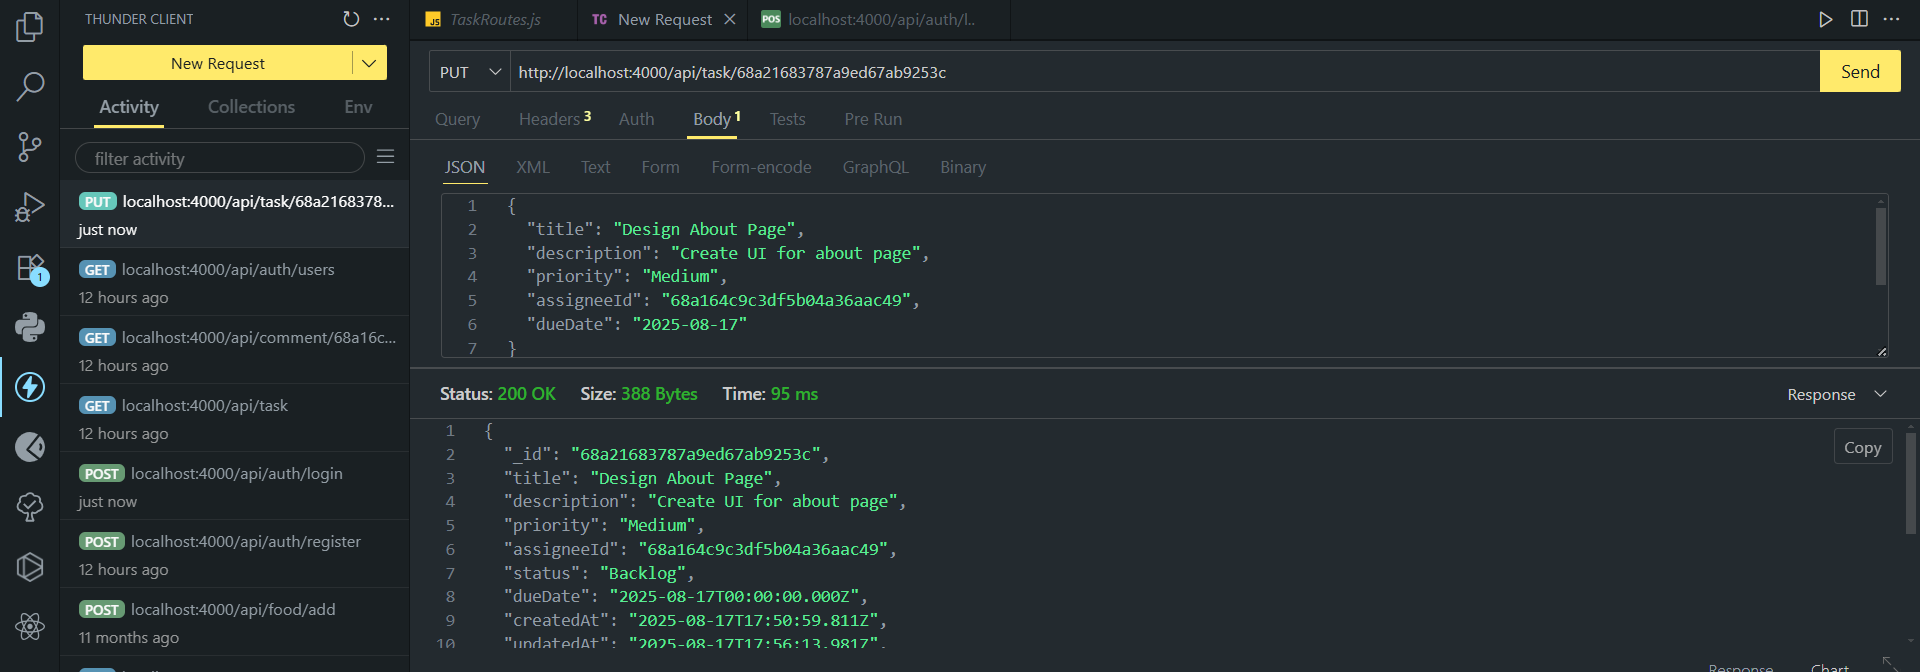 THUNDER CLIENT
New Request
Activity Collections Env
filter activity
PUT localhost:4000/api/task/68a2168378...
just now
GET localhost:4000/api/auth/users
12 hours ago
GET localhost:4000/api/comment/68a16c...
12 hours ago
GET localhost:4000/api/task
12 hours ago
POST localhost:4000/api/auth/login
just now
POST localhost:4000/api/auth/register
12 hours ago
POST localhost:4000/api/food/add
11 months ago
1
JS TaskRoutes.js
TC New Request
POS localhost:4000/api/auth/l..
PUT http://localhost:4000/api/task/68a21683787a9ed67ab9253c Send
Query Headers 3 Auth Body 1 Tests Pre Run
JSON XML Text Form Form-encode GraphQL Binary
1 {
2 "title": "Design About Page",
3 "description": "Create UI for about page",
4 "priority": "Medium",
5 "assigneeId": "68a164c9c3df5b04a36aac49",
6 "dueDate": "2025-08-17"
7 }
Status: 200 OK Size: 388 Bytes Time: 95 ms Response
Copy
1 {
2 "_id": "68a21683787a9ed67ab9253c",
3 "title": "Design About Page",
4 "description": "Create UI for about page",
5 "priority": "Medium",
6 "assigneeId": "68a164c9c3df5b04a36aac49",
7 "status": "Backlog",
8 "dueDate": "2025-08-17T00:00:00.000Z",
9 "createdAt": "2025-08-17T17:50:59.811Z",
10 "updatedAt": "2025-08-17T17:56:13.981Z",
Response Chart